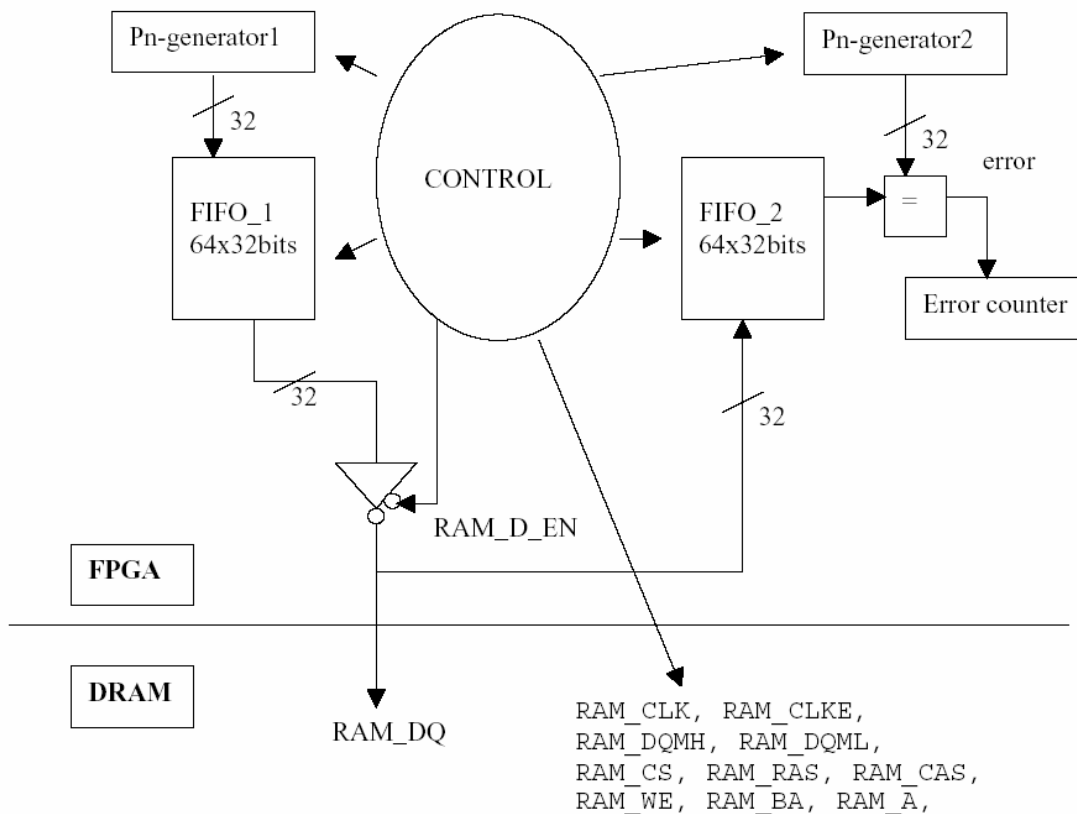 Pn-generator1
Pn-generator2
32
32
error
CONTROL
FIFO_1
64x32bits
FIFO_2
64x32bits
=
Error counter
32
32
RAM_D_EN
FPGA
DRAM
RAM_DQ
RAM_CLK, RAM_CLKE,
RAM_DQMH, RAM_DQML,
RAM_CS, RAM_RAS, RAM_CAS,
RAM_WE, RAM_BA, RAM_A,